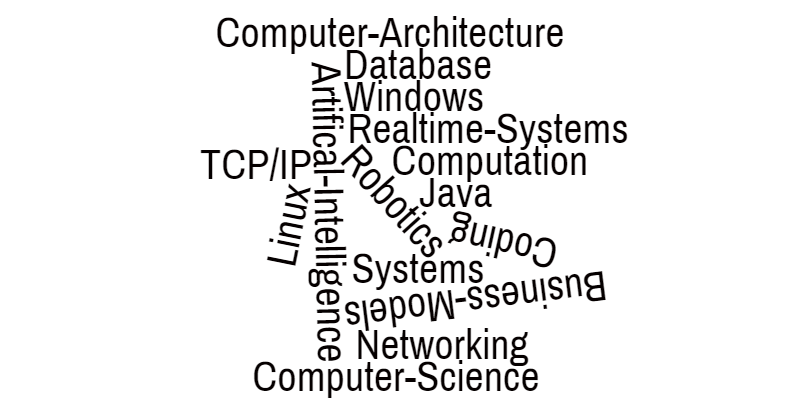 Computer-Architecture
Database
Artifical-Intelligence
Windows
Realtime-Systems
TCP/IP
Robotics
Computation
Java
Linux
Coding
Systems
Business-Models
Networking
Computer-Science